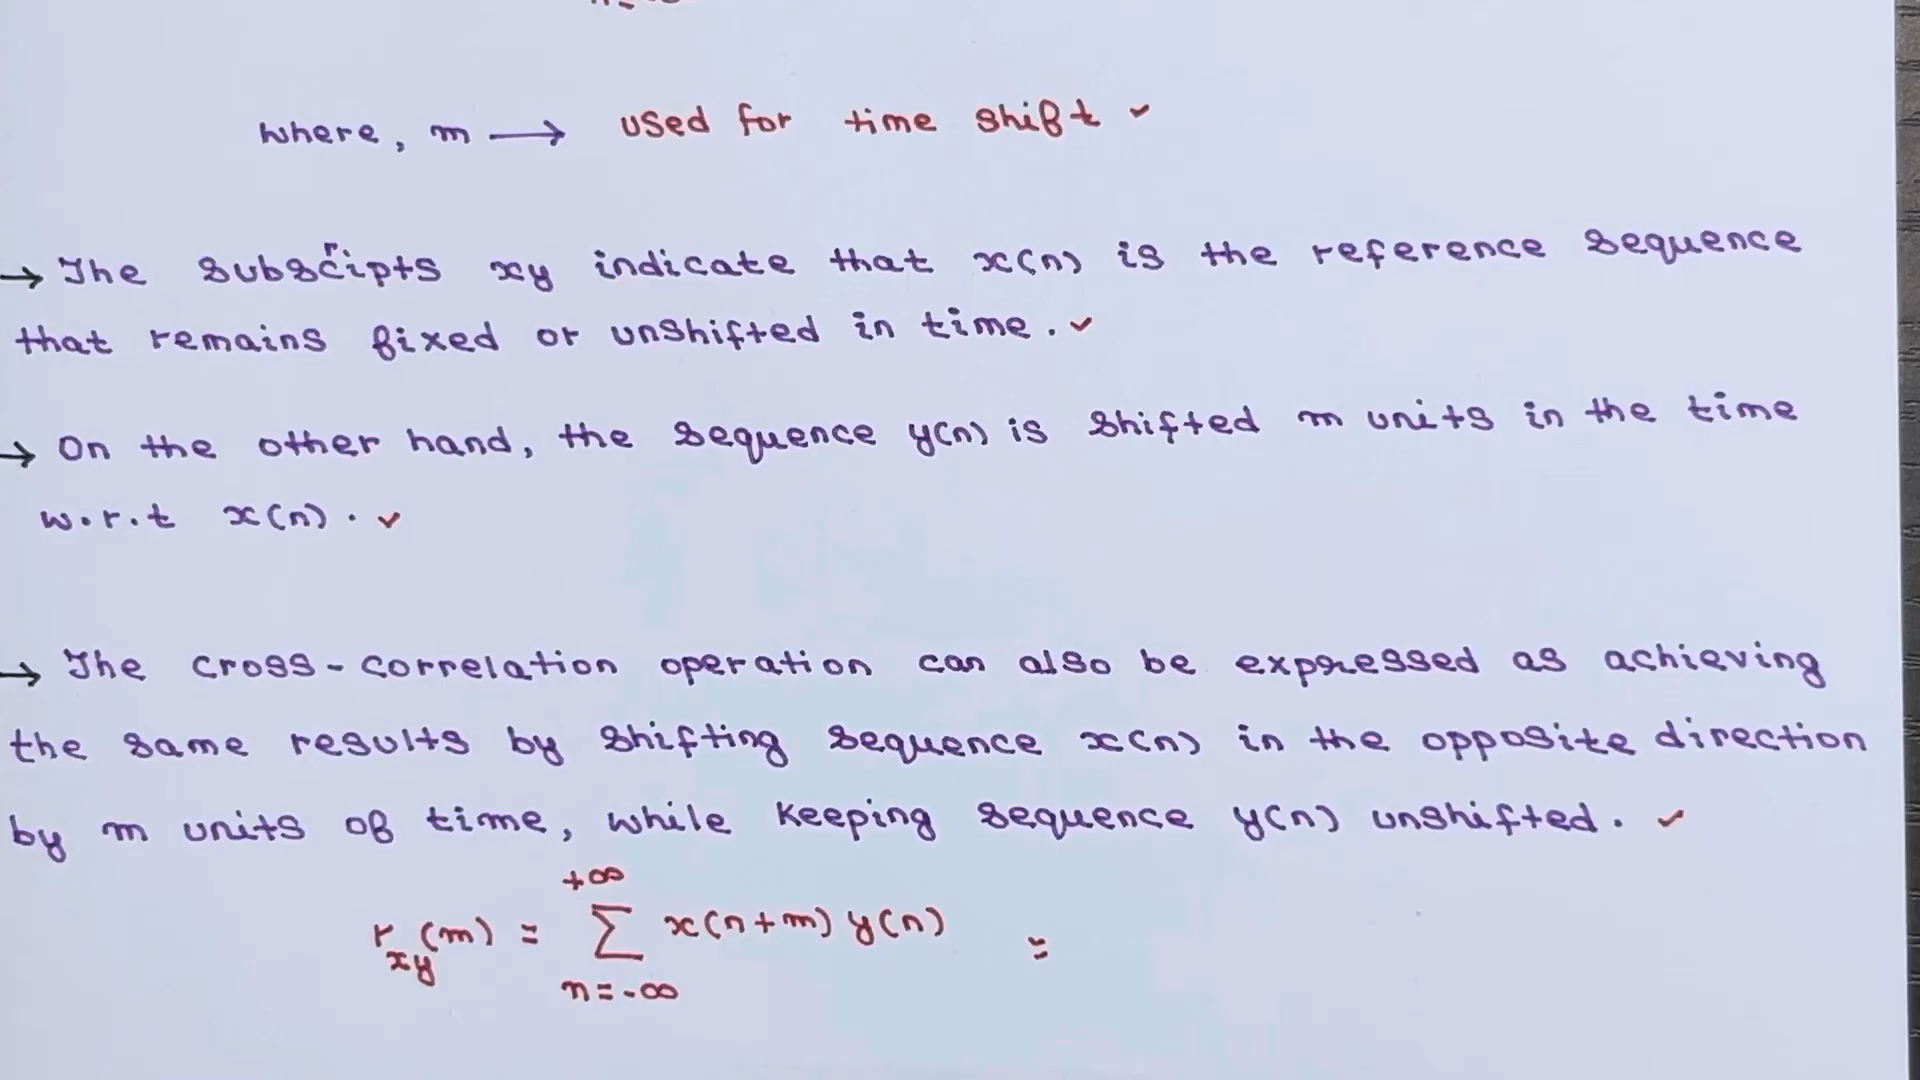 where, m → used for time shift ✓
→ The subscripts xy indicate that x(n) is the reference sequence
that remains fixed or unshifted in time. ✓
→ On the other hand, the sequence y(n) is shifted m units in the time
w.r.t x(n). ✓
→ The cross-correlation operation can also be expressed as achieving
the same results by shifting sequence x(n) in the opposite direction
by m units of time, while keeping sequence y(n) unshifted. ✓
+∞
r_xy(m) = Σ x(n+m) y(n) =
n=-∞